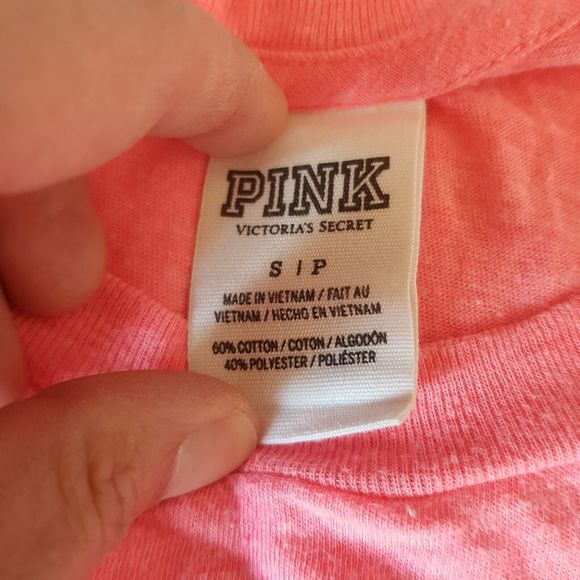 PINK
VICTORIA'S SECRET
S | P
MADE IN VIETNAM / FAIT AU
VIETNAM / HECHO EN VIETNAM
60% COTTON / COTON / ALGODÓN
40% POLYESTER / POLIÉSTER